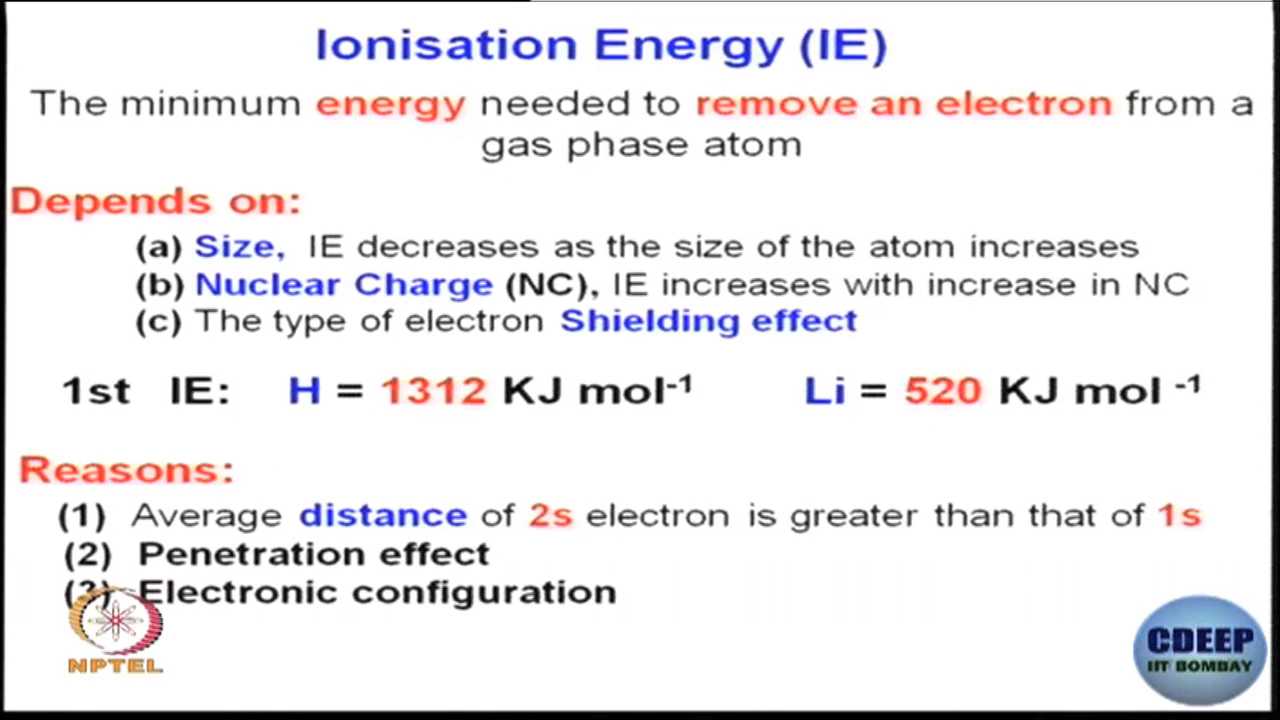 Ionisation Energy (IE)
The minimum energy needed to remove an electron from a
gas phase atom
Depends on:
(a) Size, IE decreases as the size of the atom increases
(b) Nuclear Charge (NC), IE increases with increase in NC
(c) The type of electron Shielding effect
1st IE: H = 1312 KJ mol⁻¹ Li = 520 KJ mol ⁻¹
Reasons:
(1) Average distance of 2s electron is greater than that of 1s
(2) Penetration effect
(3) Electronic configuration
NPTEL
CDEEP
IIT BOMBAY